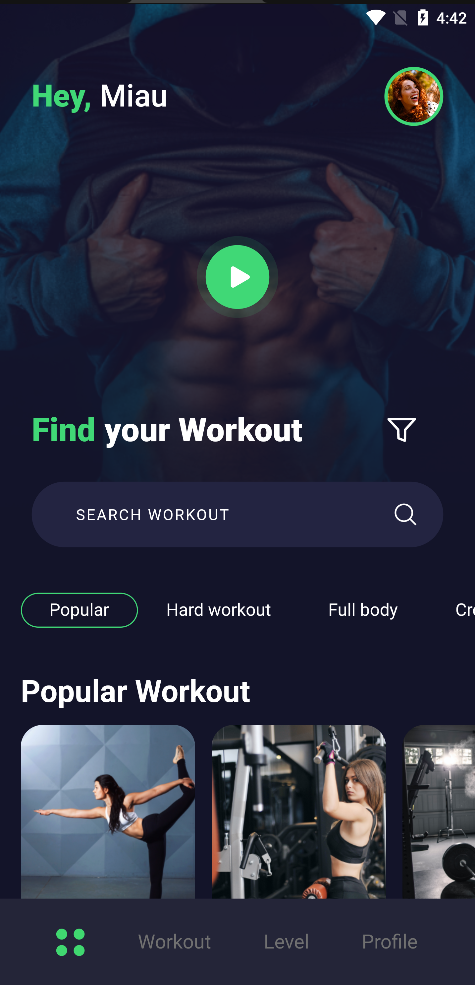 4:42
Hey, Miau
Find your Workout
SEARCH WORKOUT
Popular Hard workout Full body Cr
Popular Workout
Workout Level Profile